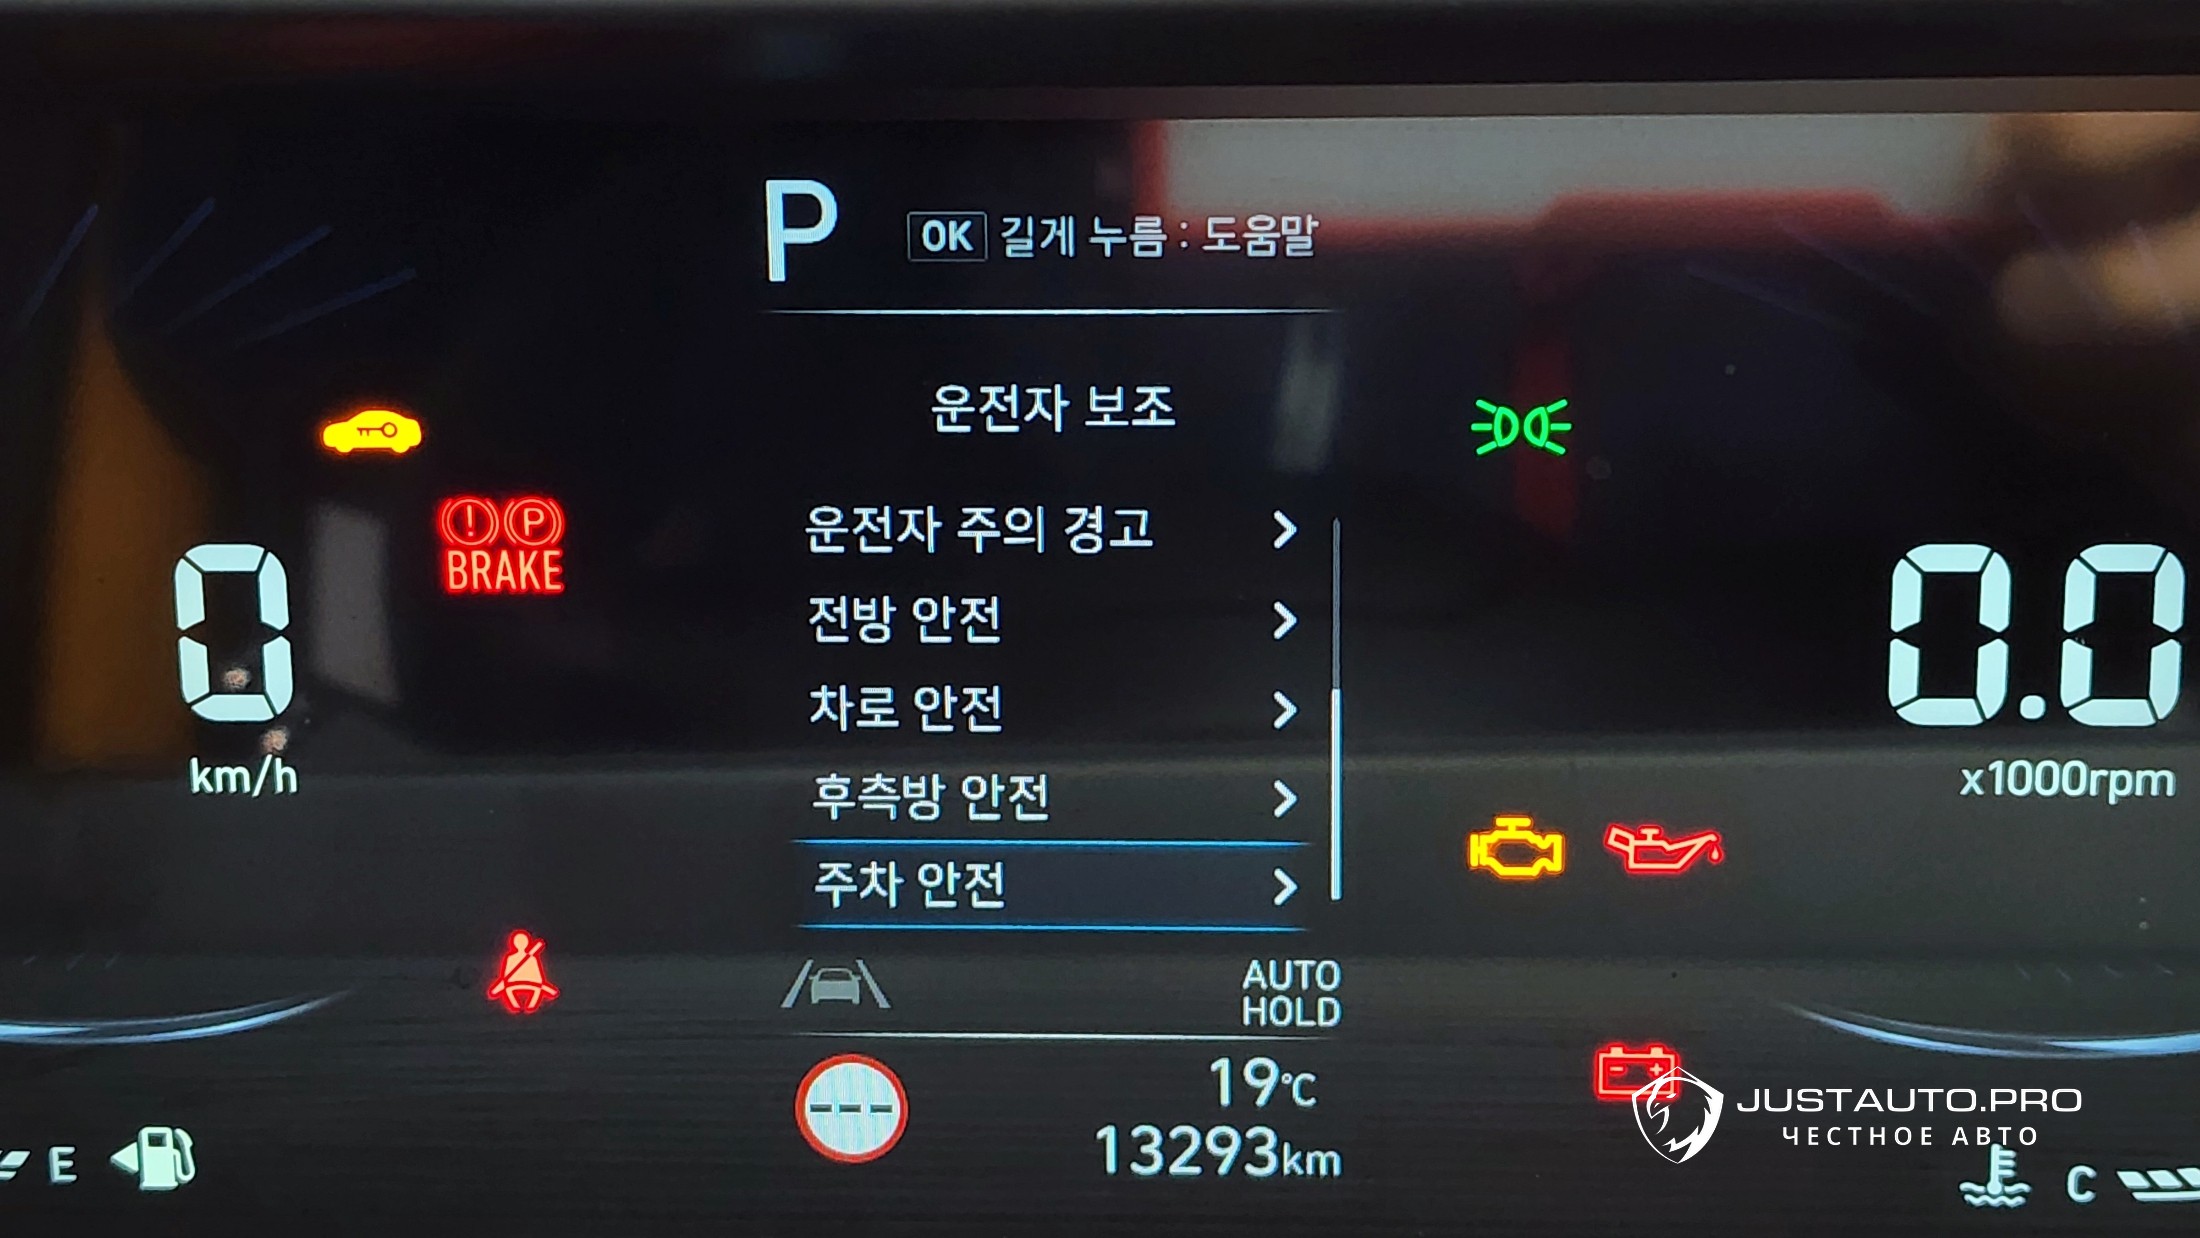 P
OK 길게 누름 : 도움말
운전자 보조
운전자 주의 경고
전방 안전
차로 안전
후측방 안전
주차 안전
BRAKE
0
km/h
0.0
x1000rpm
AUTO
HOLD
19℃
13293km
E
C
JUSTAUTO.PRO
ЧЕСТНОЕ АВТО